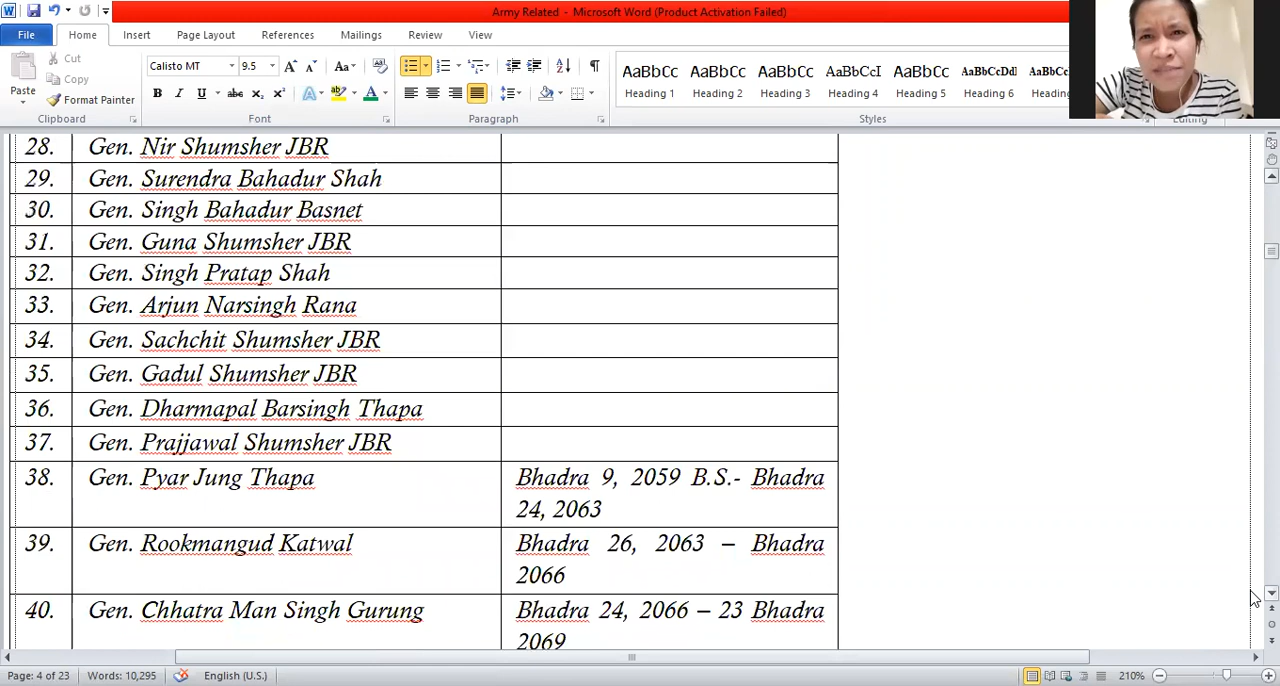 Army Related - Microsoft Word (Product Activation Failed)
File Home Insert Page Layout References Mailings Review View
Cut
Copy
Format Painter
Paste
Calisto MT 9.5
AaBbCc AaBbCc AaBbCc AaBbCcI AaBbCc AaBbCcDd AaBbCc
Heading 1 Heading 2 Heading 3 Heading 4 Heading 5 Heading 6 Headin
Clipboard Font Paragraph Styles Editing
28. Gen. Nir Shumsher JBR
29. Gen. Surendra Bahadur Shah
30. Gen. Singh Bahadur Basnet
31. Gen. Guna Shumsher JBR
32. Gen. Singh Pratap Shah
33. Gen. Arjun Narsingh Rana
34. Gen. Sachchit Shumsher JBR
35. Gen. Gadul Shumsher JBR
36. Gen. Dharmapal Barsingh Thapa
37. Gen. Prajjawal Shumsher JBR
38. Gen. Pyar Jung Thapa Bhadra 9, 2059 B.S.- Bhadra
24, 2063
39. Gen. Rookmangud Katwal Bhadra 26, 2063 – Bhadra
2066
40. Gen. Chhatra Man Singh Gurung Bhadra 24, 2066 – 23 Bhadra
2069
Page: 4 of 23 Words: 10,295 English (U.S.) 210%